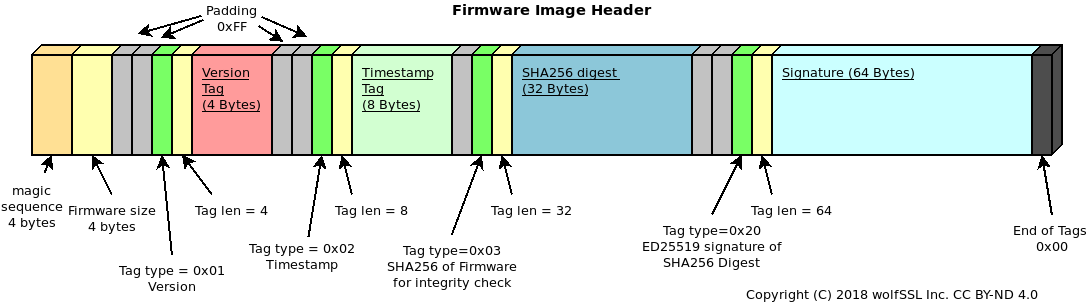 Firmware Image Header
Padding
0xFF
Version
Tag
(4 Bytes)
Timestamp
Tag
(8 Bytes)
SHA256 digest
(32 Bytes)
Signature (64 Bytes)
magic
sequence
4 bytes
Firmware size
4 bytes
Tag len = 4
Tag len = 8
Tag len = 32
Tag len = 64
Tag type = 0x01
Version
Tag type = 0x02
Timestamp
Tag type=0x03
SHA256 of Firmware
for integrity check
Tag type=0x20
ED25519 signature of
SHA256 Digest
End of Tags
0x00
Copyright (C) 2018 wolfSSL Inc. CC BY-ND 4.0